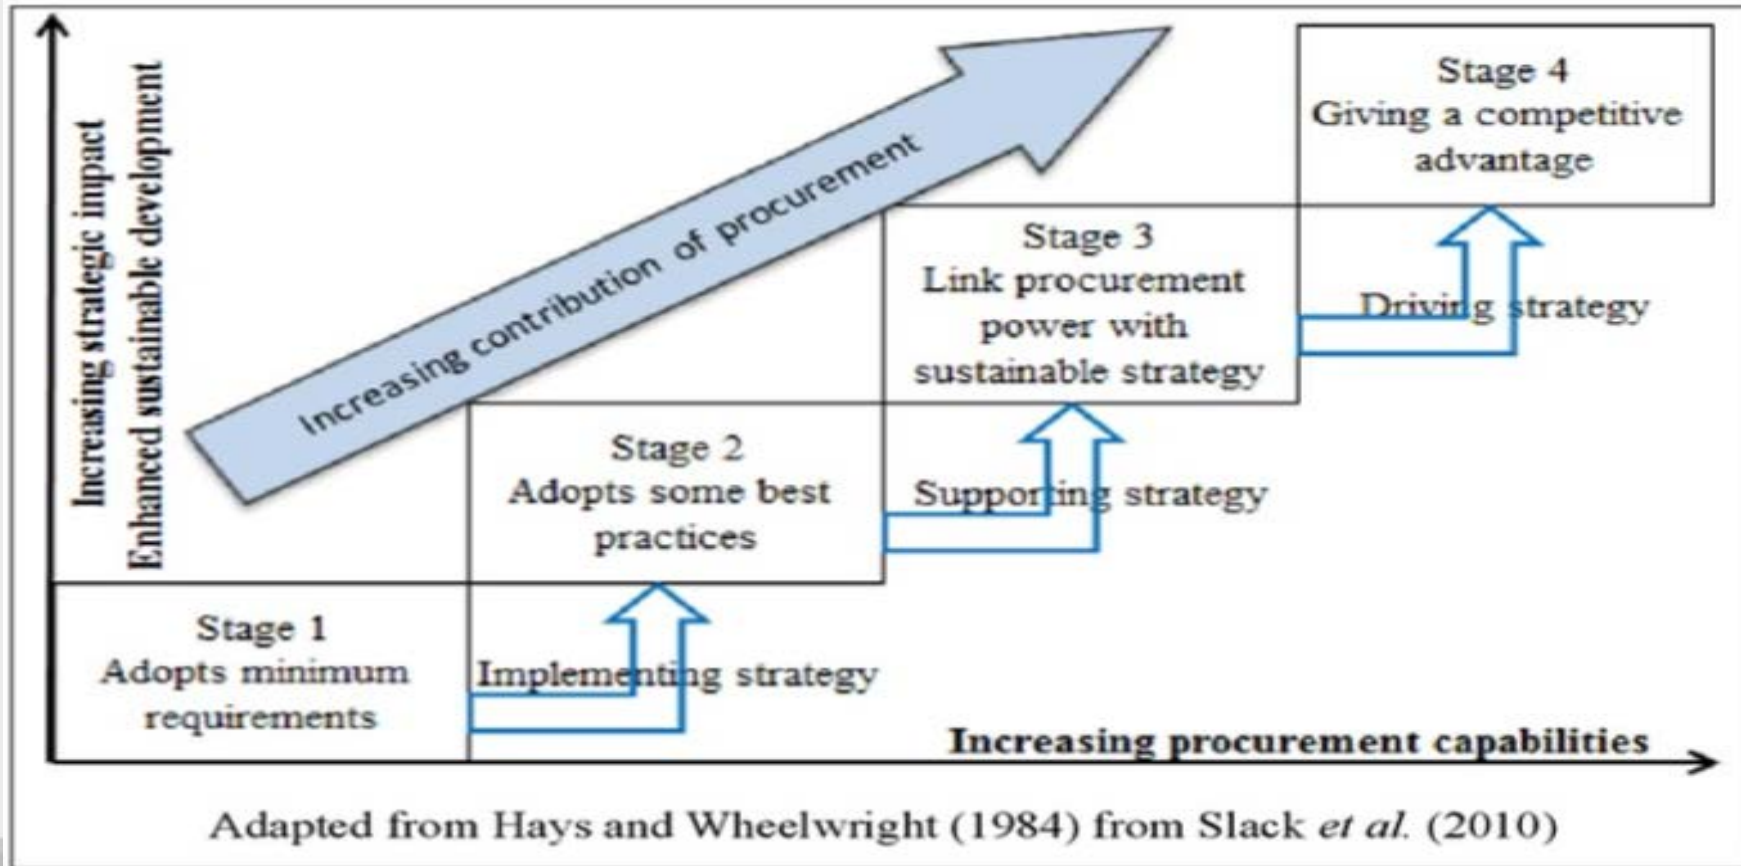 Increasing strategic impact
Enhanced sustainable development
Increasing contribution of procurement
Stage 4
Giving a competitive
advantage
Stage 3
Link procurement
power with
sustainable strategy
Driving strategy
Stage 2
Adopts some best
practices
Supporting strategy
Stage 1
Adopts minimum
requirements
Implementing strategy
Increasing procurement capabilities
Adapted from Hays and Wheelwright (1984) from Slack et al. (2010)